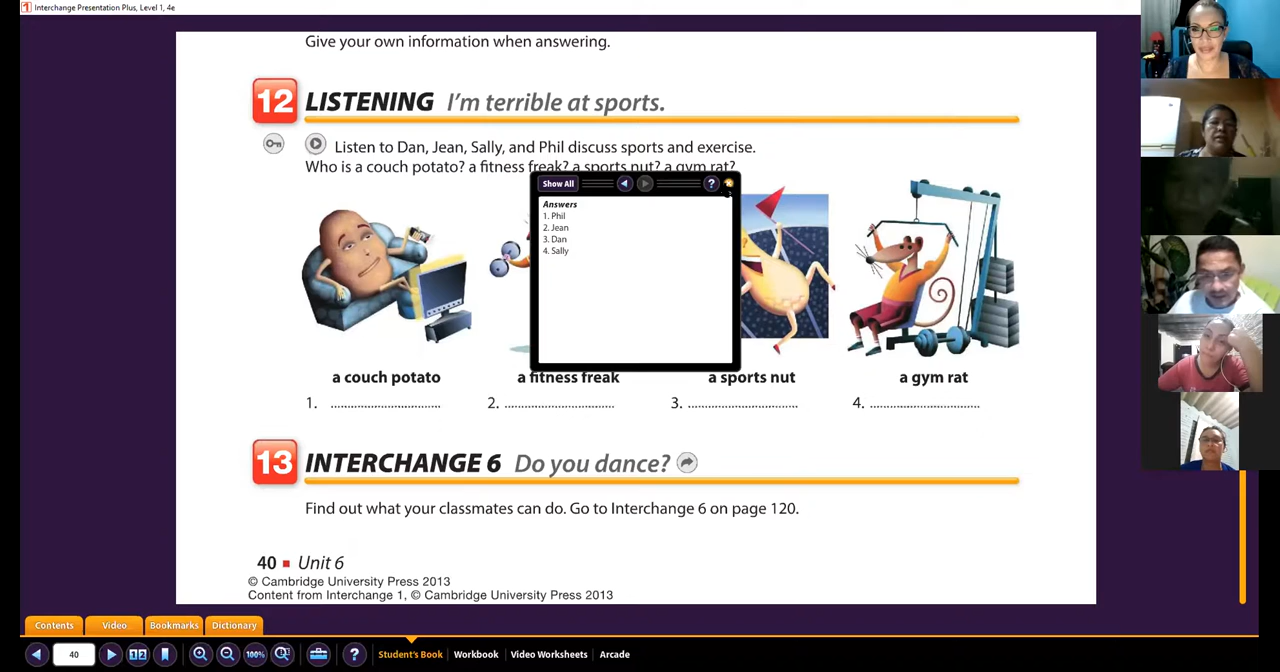 Interchange Presentation Plus, Level 1, 4e
Give your own information when answering.
12 LISTENING I'm terrible at sports.
Listen to Dan, Jean, Sally, and Phil discuss sports and exercise.
Who is a couch potato? a fitness freak? a sports nut? a gym rat?
Show All
?
Answers
1. Phil
2. Jean
3. Dan
4. Sally
a couch potato a fitness freak a sports nut a gym rat
1. 2. 3. 4.
13 INTERCHANGE 6 Do you dance?
Find out what your classmates can do. Go to Interchange 6 on page 120.
40 Unit 6
© Cambridge University Press 2013
Content from Interchange 1, © Cambridge University Press 2013
Contents Video Bookmarks Dictionary
40 1 2 100% ? Student's Book Workbook Video Worksheets Arcade